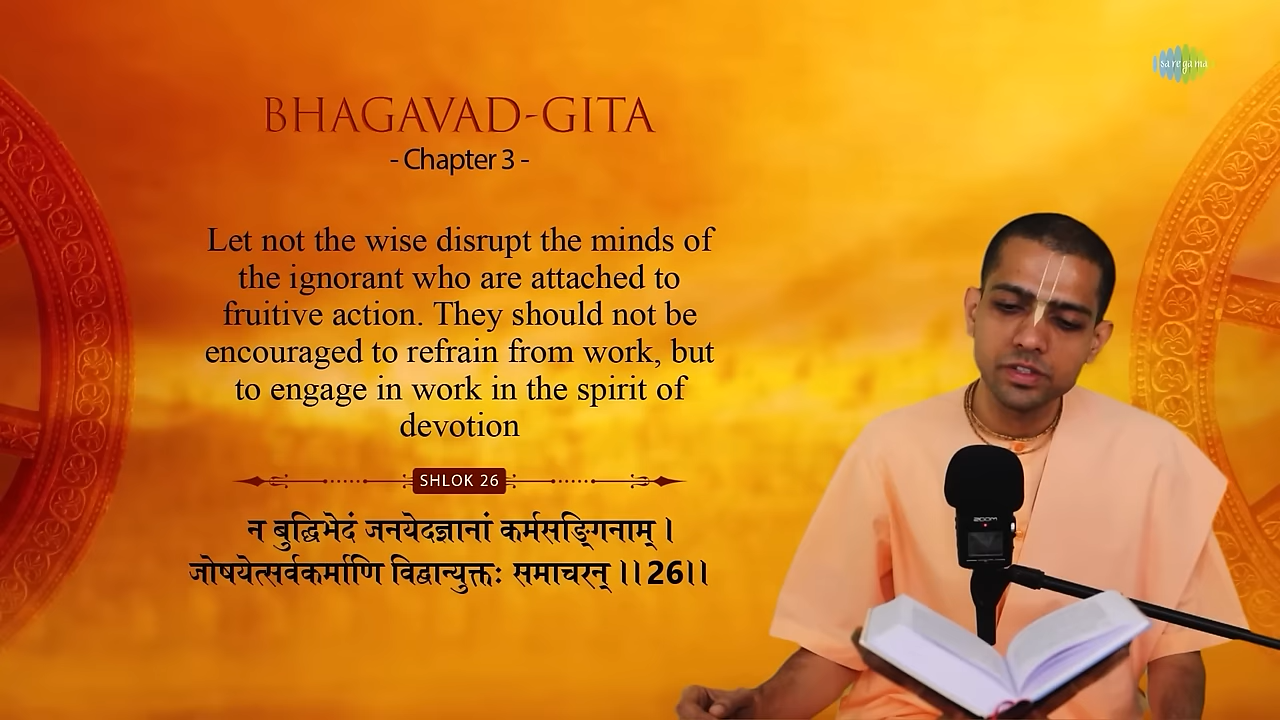 saregama
BHAGAVAD-GITA
- Chapter 3 -
Let not the wise disrupt the minds of
the ignorant who are attached to
fruitive action. They should not be
encouraged to refrain from work, but
to engage in work in the spirit of
devotion
SHLOK 26
न बुद्धिभेदं जनयेदज्ञानां कर्मसङ्गिनाम् ।
जोषयेत्सर्वकर्माणि विद्वान्युक्तः समाचरन् ।।26।।
zoom